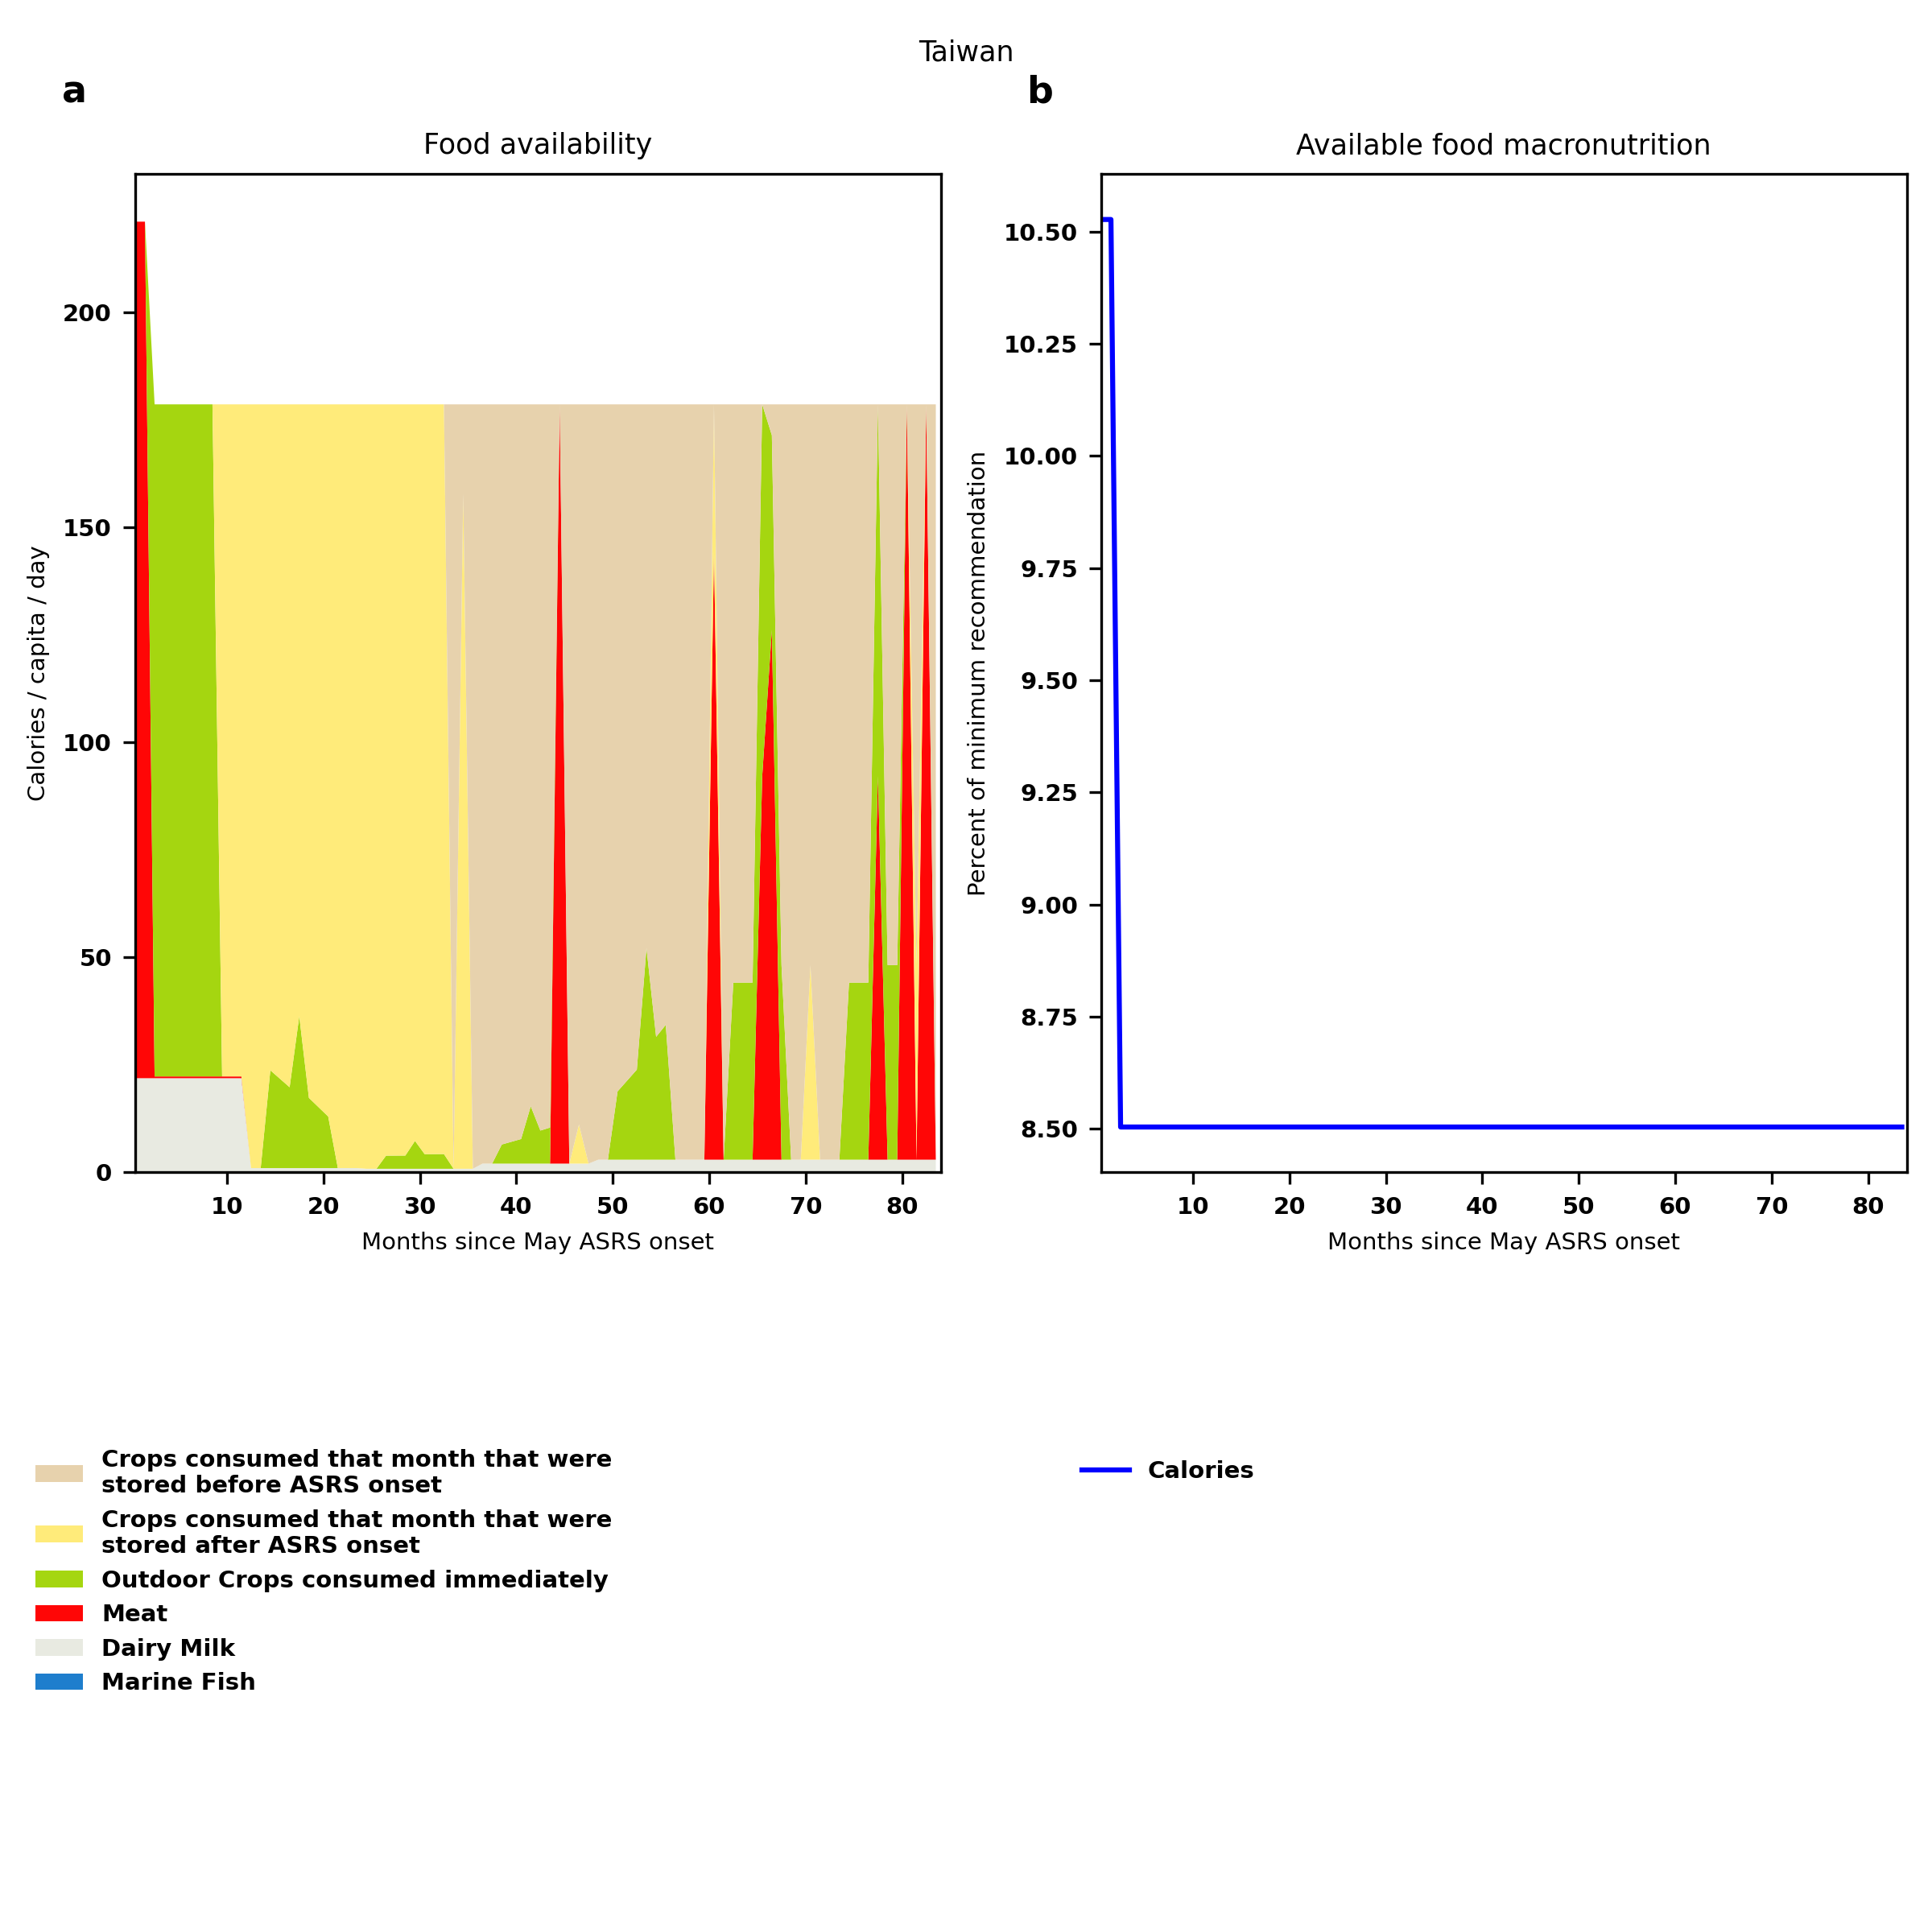 Taiwan
a
b
Food availability
Available food macronutrition
Calories / capita / day
200
150
100
50
0
10 20 30 40 50 60 70 80
Months since May ASRS onset
Percent of minimum recommendation
10.50
10.25
10.00
9.75
9.50
9.25
9.00
8.75
8.50
10 20 30 40 50 60 70 80
Months since May ASRS onset
Crops consumed that month that were
stored before ASRS onset
Crops consumed that month that were
stored after ASRS onset
Outdoor Crops consumed immediately
Meat
Dairy Milk
Marine Fish
Calories